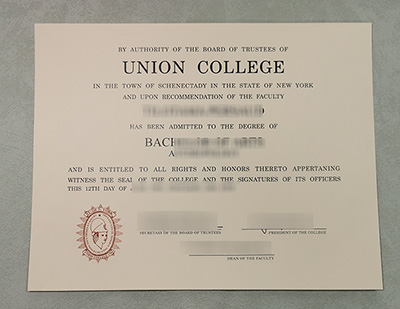 BY AUTHORITY OF THE BOARD OF TRUSTEES OF
UNION COLLEGE
IN THE TOWN OF SCHENECTADY IN THE STATE OF NEW YORK
AND UPON RECOMMENDATION OF THE FACULTY
HAS BEEN ADMITTED TO THE DEGREE OF
AND IS ENTITLED TO ALL RIGHTS AND HONORS THERETO APPERTANING
WITNESS THE SEAL OF THE COLLEGE AND THE SIGNATURES OF ITS OFFICERS
THIS 12TH DAY OF
SECRETARY OF THE BOARD OF TRUSTEES
PRESIDENT OF THE COLLEGE
DEAN OF THE FACULTY